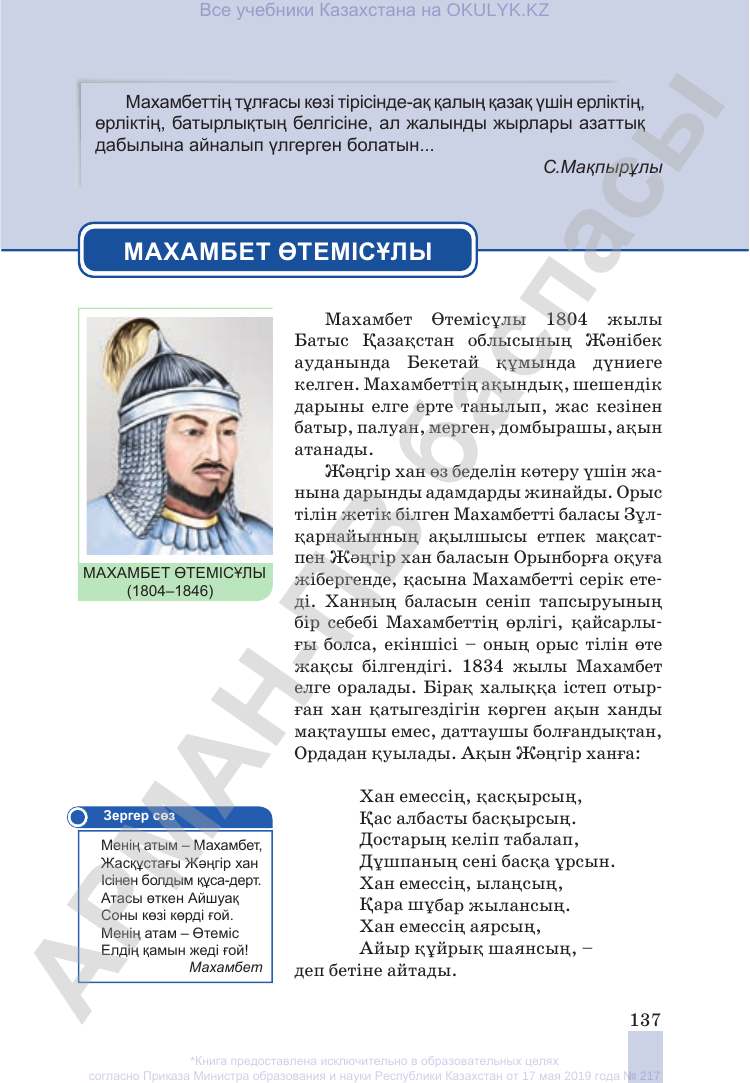 Все учебники Казахстана на OKULYK.KZ
Махамбеттің тұлғасы көзі тірісінде-ақ қалың қазақ үшін ерліктің,
өрліктің, батырлықтың белгісіне, ал жалынды жырлары азаттық
дабылына айналып үлгерген болатын...
С.Мақпырұлы
МАХАМБЕТ ӨТЕМІСҰЛЫ
МАХАМБЕТ ӨТЕМІСҰЛЫ
(1804–1846)
Махамбет Өтемісұлы 1804 жылы
Батыс Қазақстан облысының Жәнібек
ауданында Бекетай құмында дүниеге
келген. Махамбеттің ақындық, шешендік
дарыны елге ерте танылып, жас кезінен
батыр, палуан, мерген, домбырашы, ақын
атанады.
Жәңгір хан өз беделін көтеру үшін жа-
нына дарынды адамдарды жинайды. Орыс
тілін жетік білген Махамбетті баласы Зұл-
қарнайынның ақылшысы етпек мақсат-
пен Жәңгір хан баласын Орынборға оқуға
жібергенде, қасына Махамбетті серік ете-
ді. Ханның баласын сеніп тапсыруының
бір себебі Махамбеттің өрлігі, қайсарлы-
ғы болса, екіншісі – оның орыс тілін өте
жақсы білгендігі. 1834 жылы Махамбет
елге оралады. Бірақ халыққа істеп отыр-
ған хан қатыгездігін көрген ақын ханды
мақтаушы емес, даттаушы болғандықтан,
Ордадан қуылады. Ақын Жәңгір ханға:
Хан емессің, қасқырсың,
Қас албасты басқырсың.
Достарың келіп табалап,
Дұшпаның сені басқа ұрсын.
Хан емессің, ылаңсың,
Қара шұбар жылансың.
Хан емессің аярсың,
Айыр құйрық шаянсың, –
деп бетіне айтады.
Зергер сөз
Менің атым – Махамбет,
Жасқұстағы Жәңгір хан
Ісінен болдым құса-дерт.
Атасы өткен Айшуақ
Соны көзі көрді ғой.
Менің атам – Өтеміс
Елдің қамын жеді ғой!
Махамбет
137
АРМАН-ПВ баспасы
*Книга предоставлена исключительно в образовательных целях
согласно Приказа Министра образования и науки Республики Казахстан от 17 мая 2019 года № 217